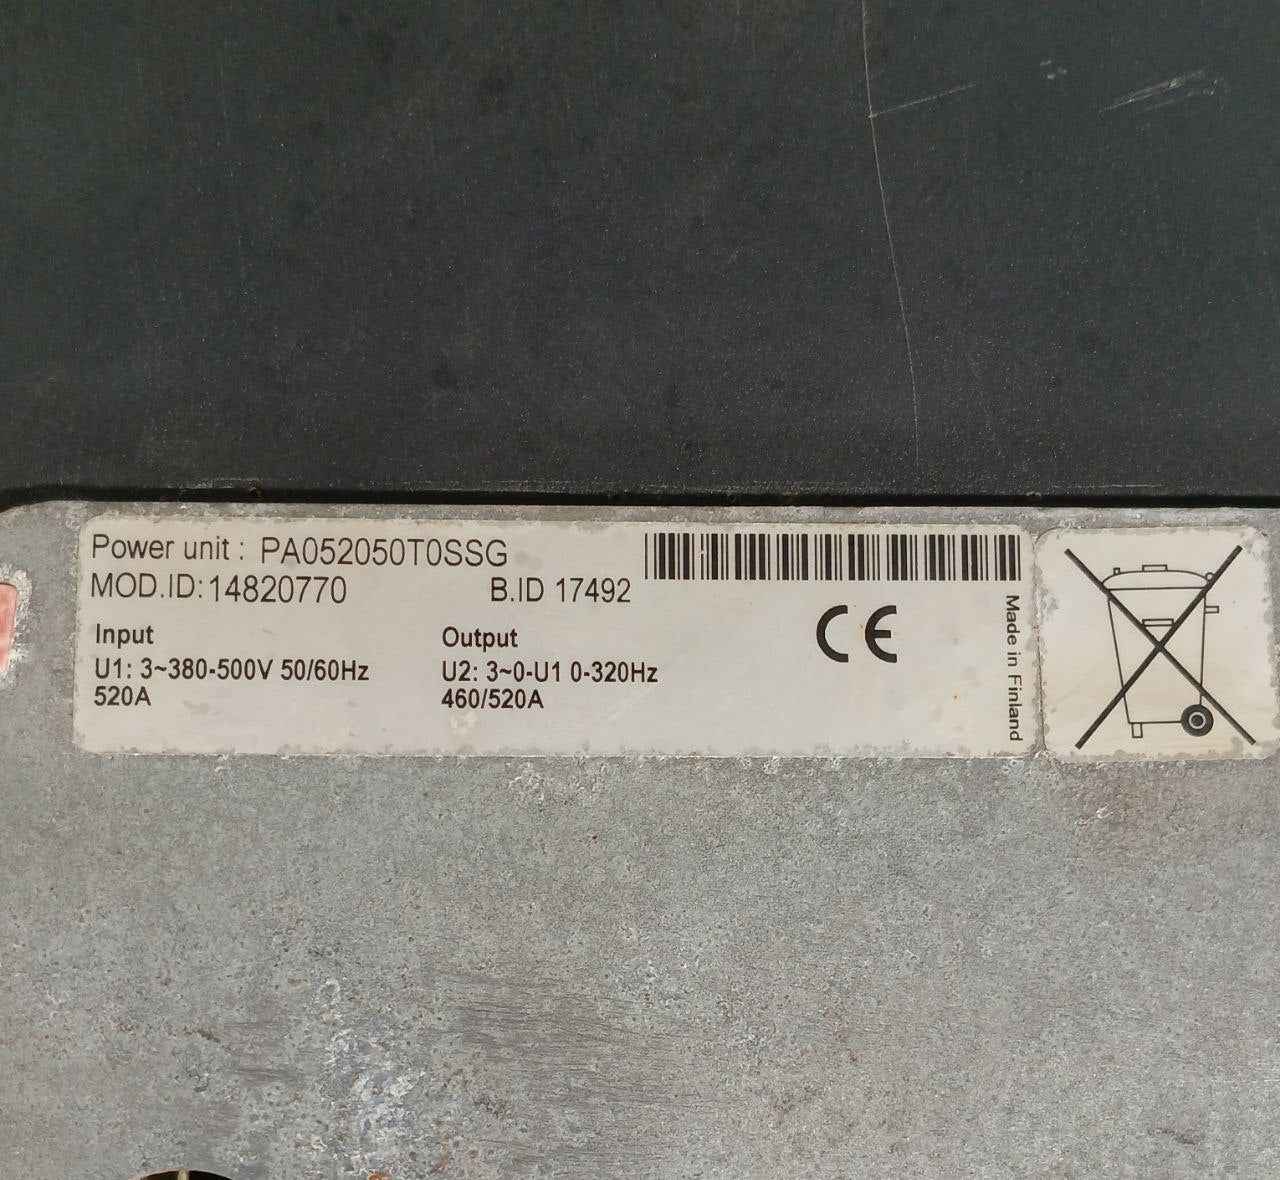 Power unit : PA052050T0SSG
MOD.ID:14820770 B.ID 17492
Input
U1: 3~380-500V 50/60Hz
520A
Output
U2: 3~0-U1 0-320Hz
460/520A
CE
Made in Finland